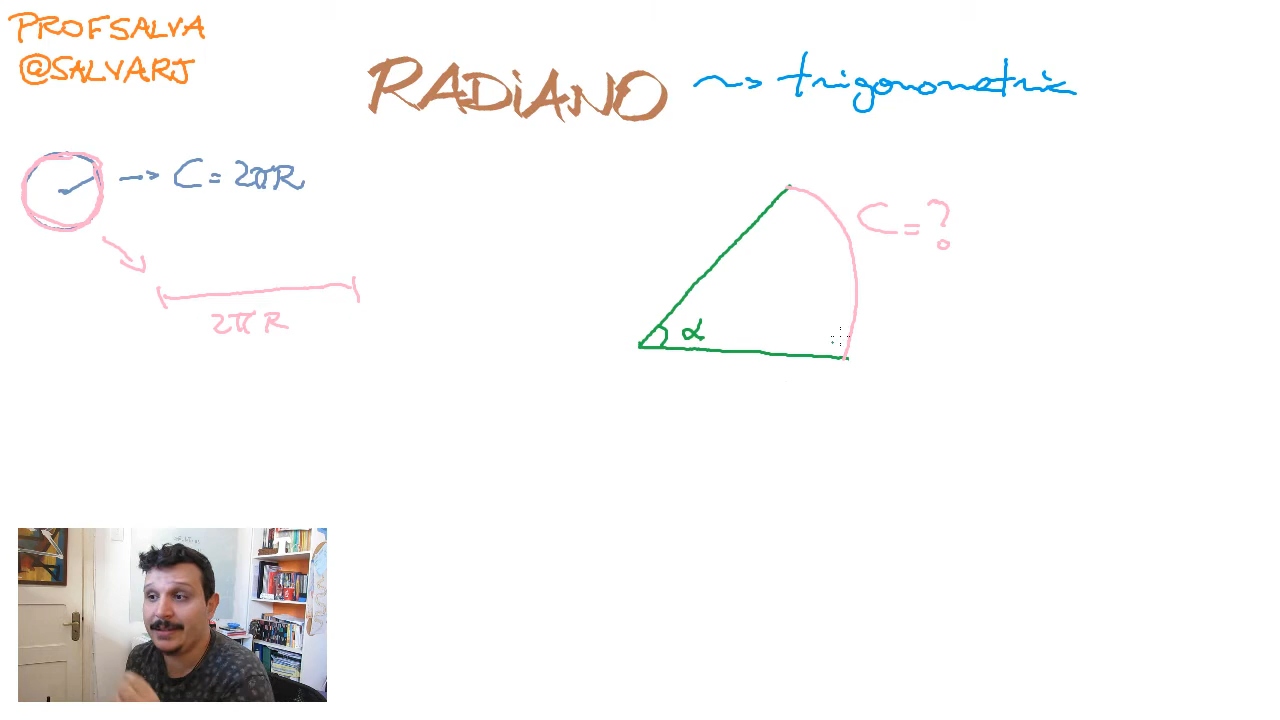 PROFSALVA
@SALVARJ
RADIANO ~> trigonometria
C = 2πR
2πR
C = ?
α